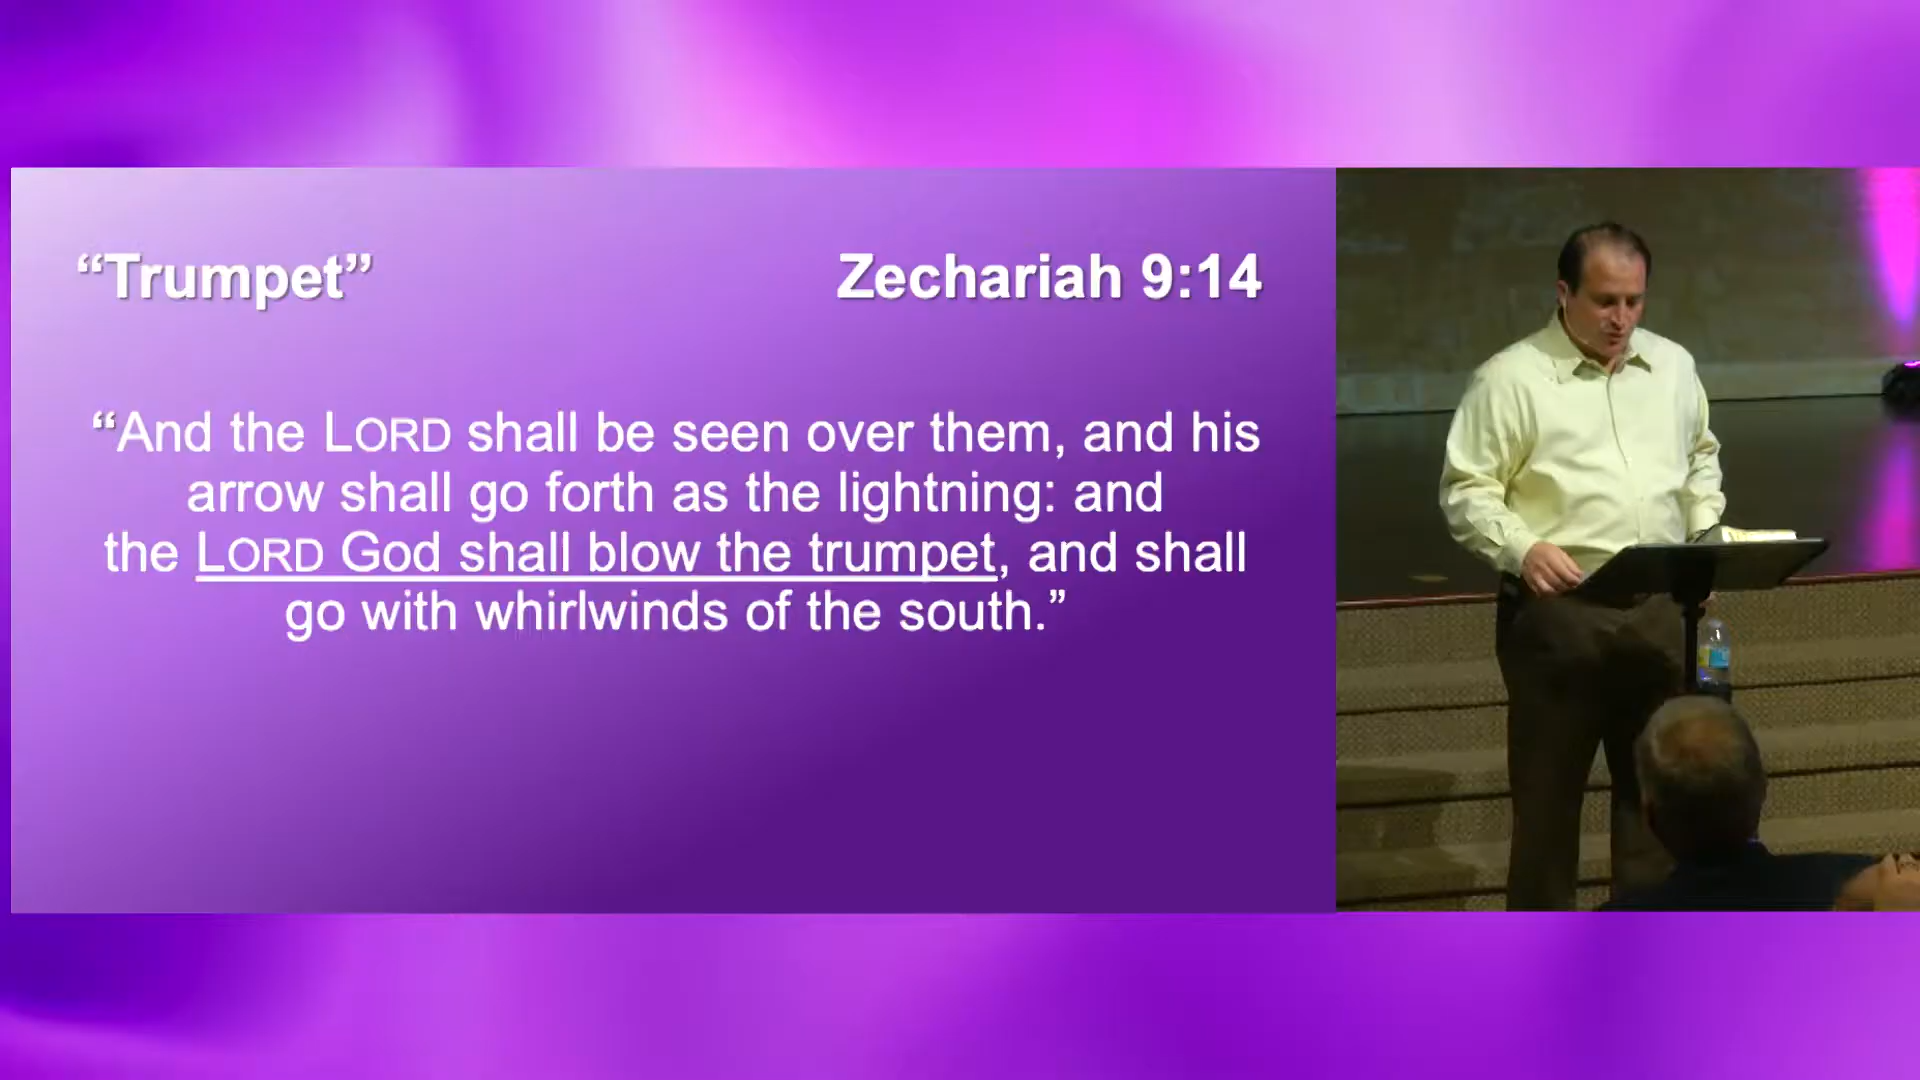 “Trumpet” Zechariah 9:14
“And the LORD shall be seen over them, and his
arrow shall go forth as the lightning: and
the LORD God shall blow the trumpet, and shall
go with whirlwinds of the south.”